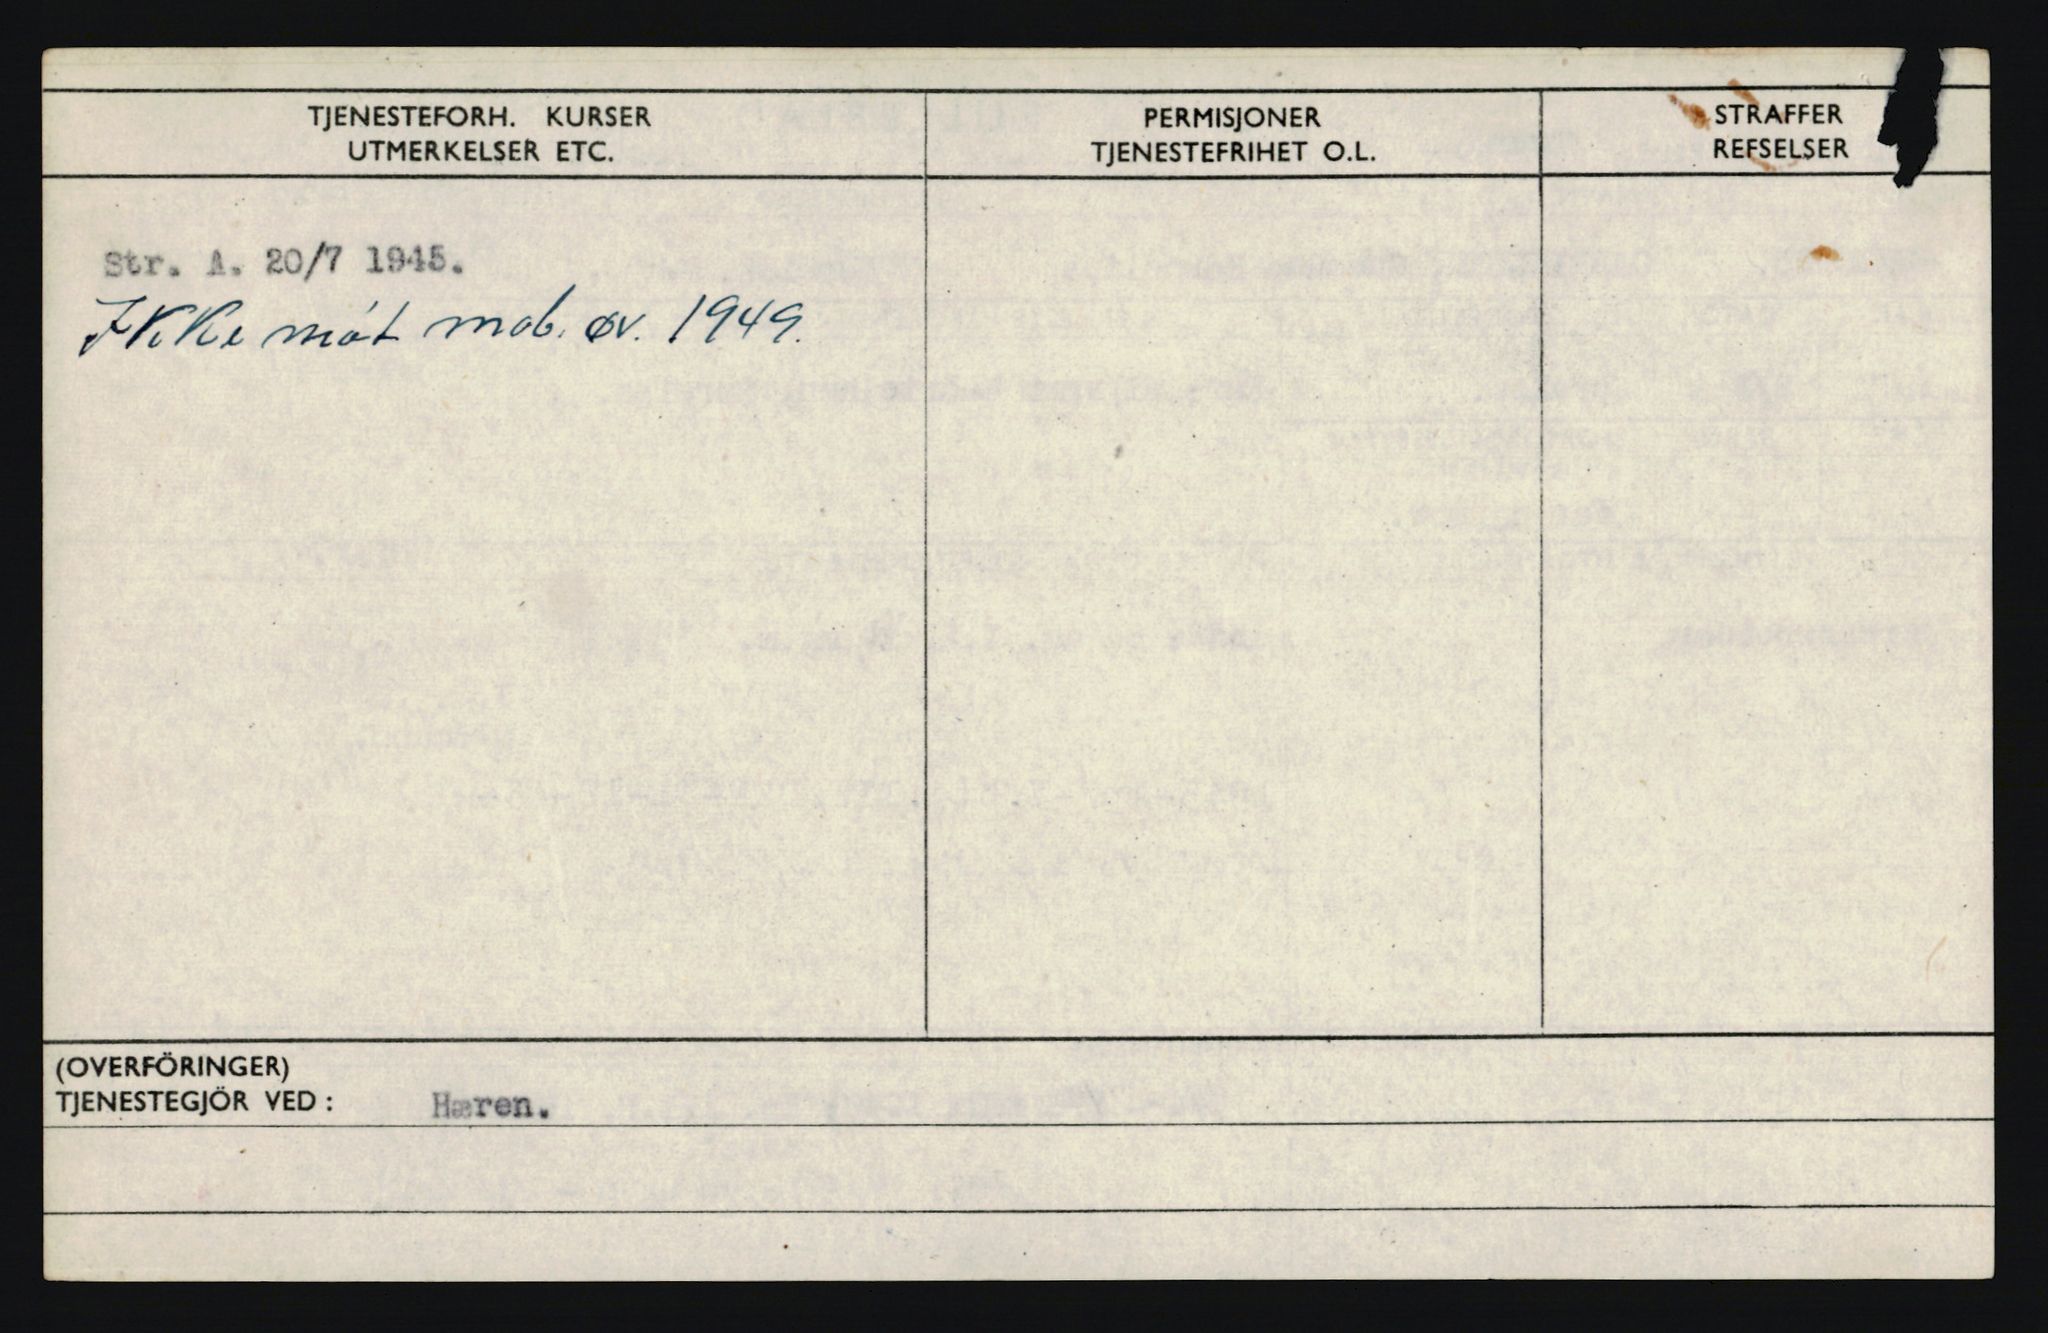 TJENESTEFORH. KURSER
UTMERKELSER ETC.
PERMISJONER
TJENESTEFRIHET O.L.
STRAFFER
REFSELSER
Str. A. 20/7 1945.
Ikke møt mob. øv. 1949.
(OVERFÖRINGER)
TJENESTEGJÖR VED: Hæren.